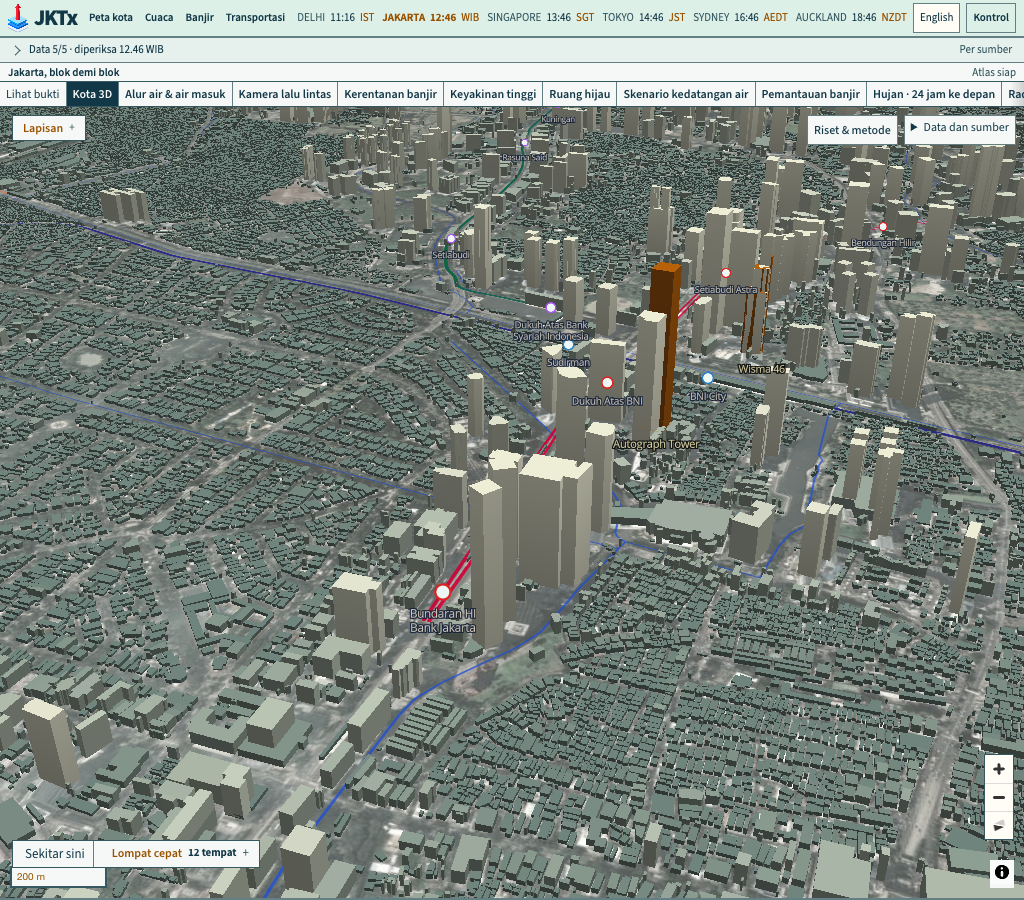 JKTx Peta kota Cuaca Banjir Transportasi DELHI 11:16 IST JAKARTA 12:46 WIB SINGAPORE 13:46 SGT TOKYO 14:46 JST SYDNEY 16:46 AEDT AUCKLAND 18:46 NZDT English Kontrol
Data 5/5 · diperiksa 12.46 WIB Per sumber
Jakarta, blok demi blok Atlas siap
Lihat bukti Kota 3D Alur air & air masuk Kamera lalu lintas Kerentanan banjir Keyakinan tinggi Ruang hijau Skenario kedatangan air Pemantauan banjir Hujan · 24 jam ke depan
Lapisan +
Riset & metode
▶ Data dan sumber
Kuningan
Rasuna Said
Bendungan Hilir
Setiabudi
Setiabudi Astra
Dukuh Atas Bank
Syariah Indonesia
Sudirman
Wisma 46
Dukuh Atas BNI
BNI City
Autograph Tower
Bundaran HI
Bank Jakarta
+
−
Sekitar sini Lompat cepat 12 tempat +
200 m